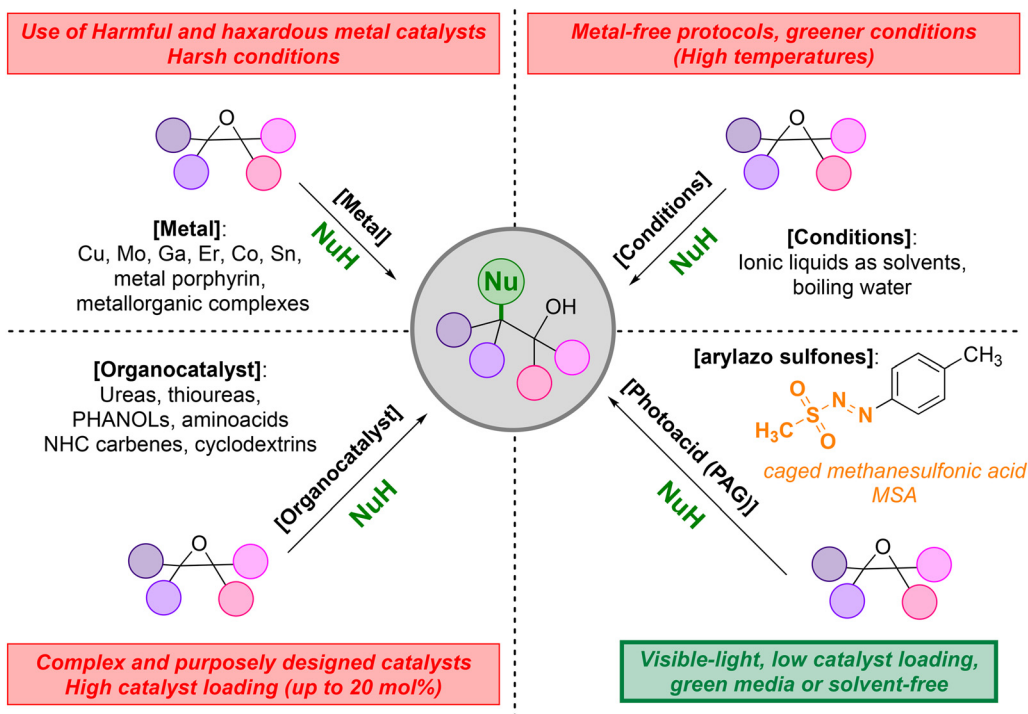 Use of Harmful and haxardous metal catalysts
Harsh conditions
O
[Metal]
NuH
[Metal]:
Cu, Mo, Ga, Er, Co, Sn,
metal porphyrin,
metallorganic complexes
Metal-free protocols, greener conditions
(High temperatures)
O
[Conditions]
NuH
[Conditions]:
Ionic liquids as solvents,
boiling water
Nu
OH
[Organocatalyst]:
Ureas, thioureas,
PHANOLs, aminoacids
NHC carbenes, cyclodextrins
[Organocatalyst]
NuH
O
Complex and purposely designed catalysts
High catalyst loading (up to 20 mol%)
[arylazo sulfones]:
CH3
O
N
S
N
H3C
O
caged methanesulfonic acid
MSA
[Photoacid (PAG)]
NuH
O
Visible-light, low catalyst loading,
green media or solvent-free